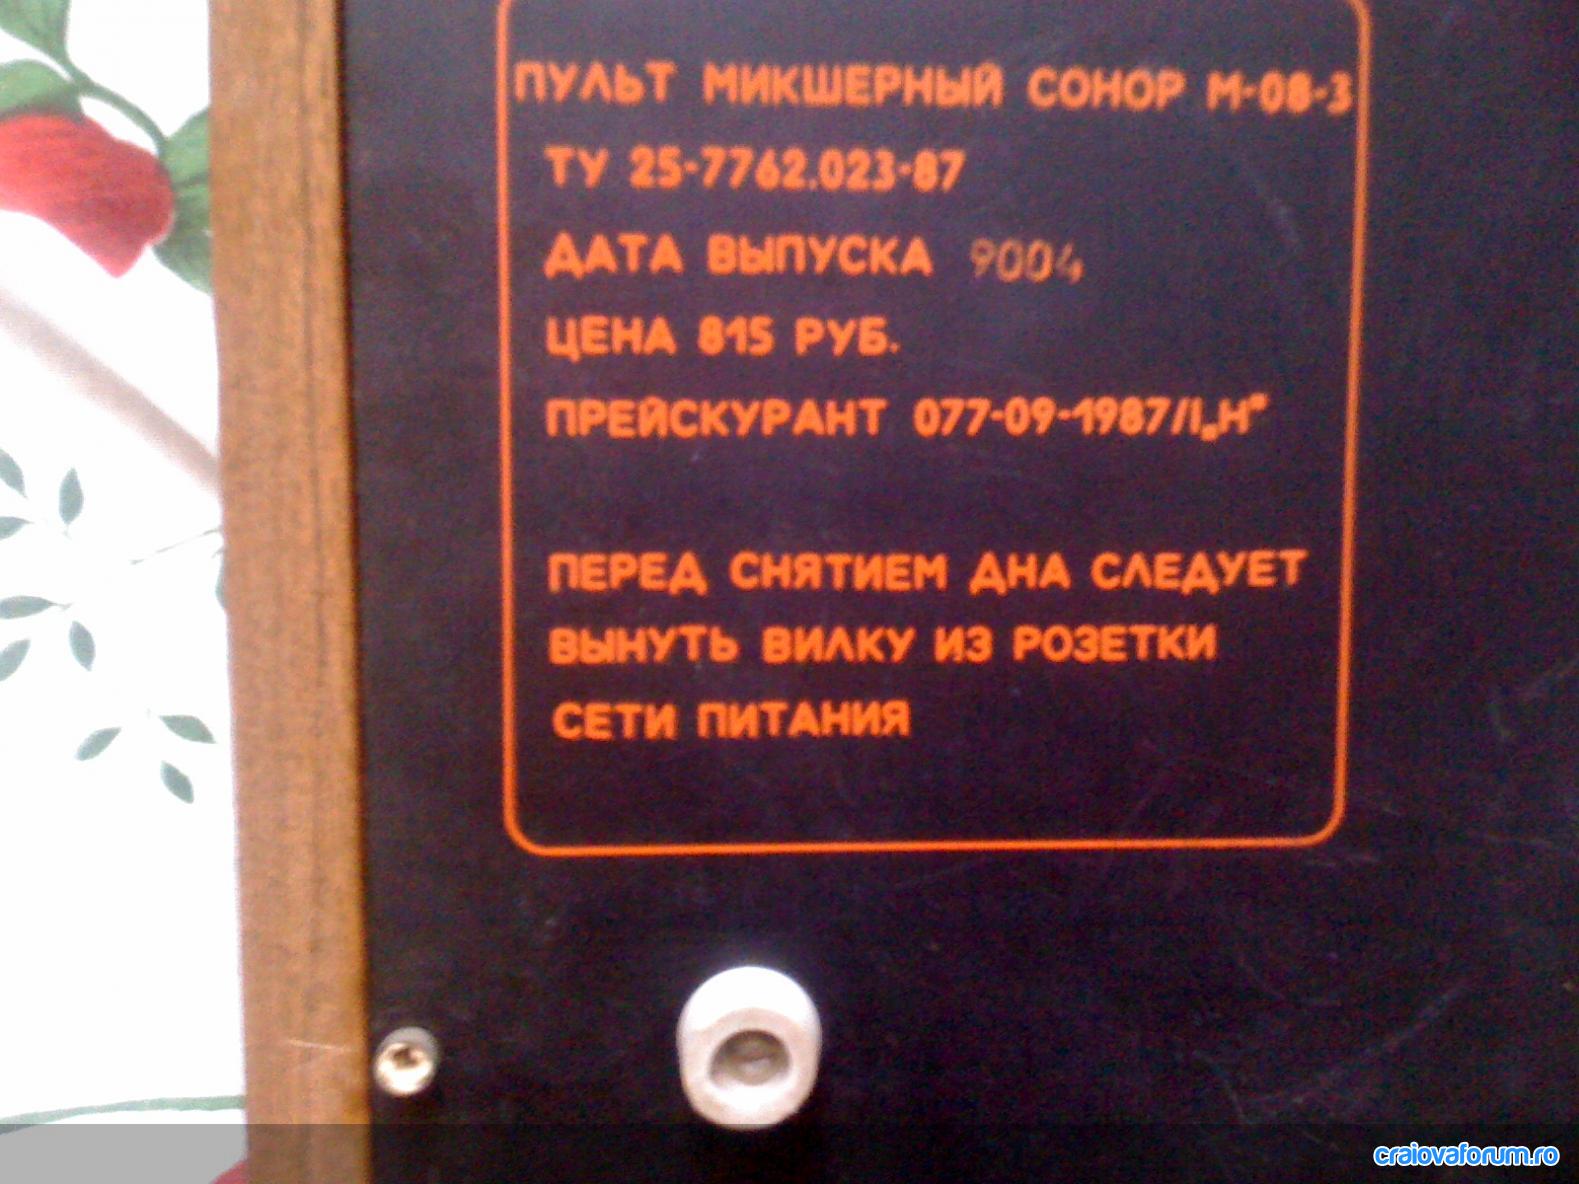 ПУЛЬТ МИКШЕРНЫЙ СОНОР М-08-3
ТУ 25-7762.023-87
ДАТА ВЫПУСКА 9004
ЦЕНА 815 РУБ.
ПРЕЙСКУРАНТ 077-09-1987/I„Н"
ПЕРЕД СНЯТИЕМ ДНА СЛЕДУЕТ
ВЫНУТЬ ВИЛКУ ИЗ РОЗЕТКИ
СЕТИ ПИТАНИЯ
craiovaforum.ro